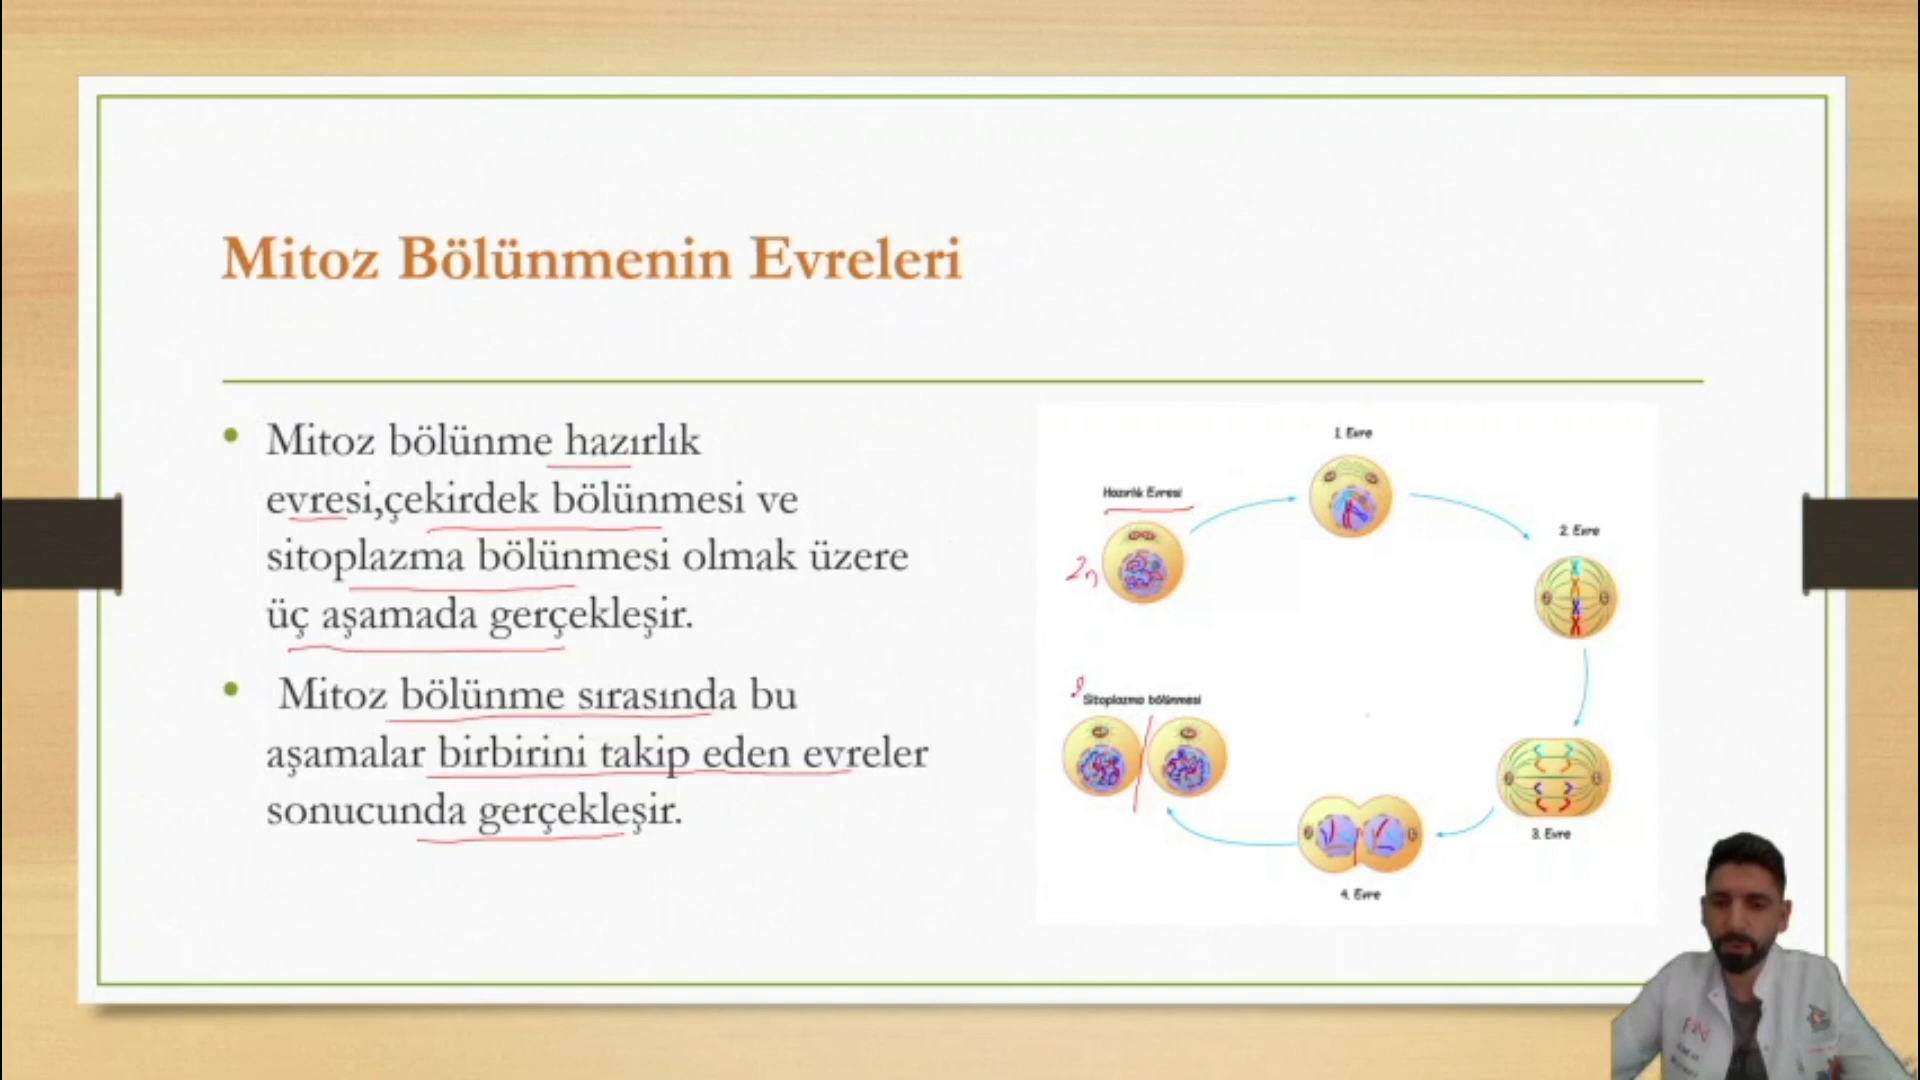 Mitoz Bölünmenin Evreleri
Mitoz bölünme hazırlık
evresi,çekirdek bölünmesi ve
sitoplazma bölünmesi olmak üzere
üç aşamada gerçekleşir.
Mitoz bölünme sırasında bu
aşamalar birbirini takip eden evreler
sonucunda gerçekleşir.
1. Evre
Hazırlık Evresi
2. Evre
2n
Sitoplazma bölünmesi
3. Evre
4. Evre